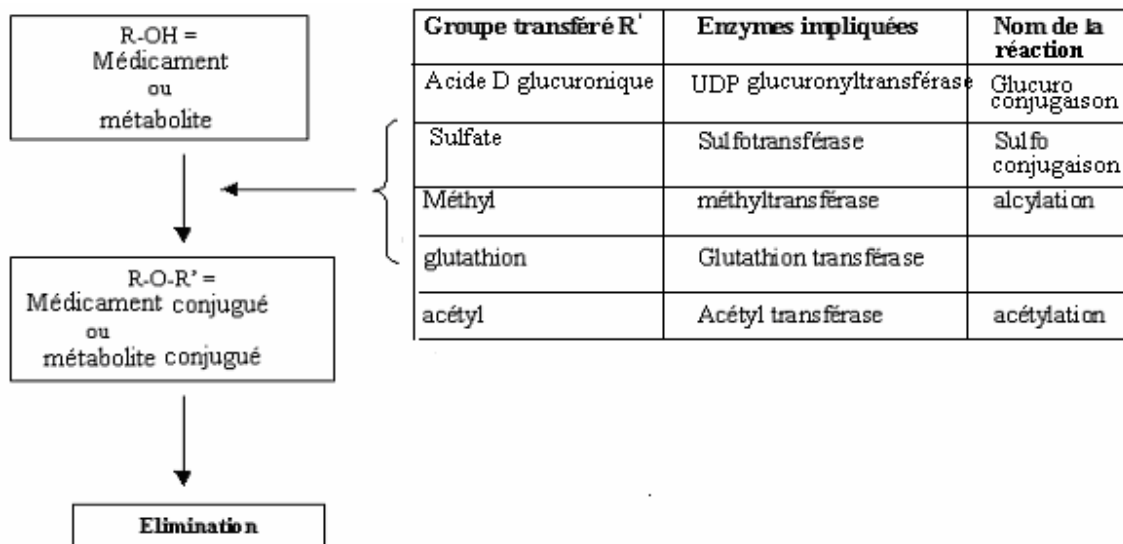 R-OH =
Médicament
ou
métabolite
R-O-R’ =
Médicament conjugué
ou
métabolite conjugué
Elimination
Groupe transféré R' Enzymes impliquées Nom de la
réaction
Acide D glucuronique UDP glucuronyltransférase Glucuro
conjugaison
Sulfate Sulfotransférase Sulfo
conjugaison
Méthyl méthyltransférase alcylation
glutathion Glutathion transférase
acétyl Acétyl transférase acétylation